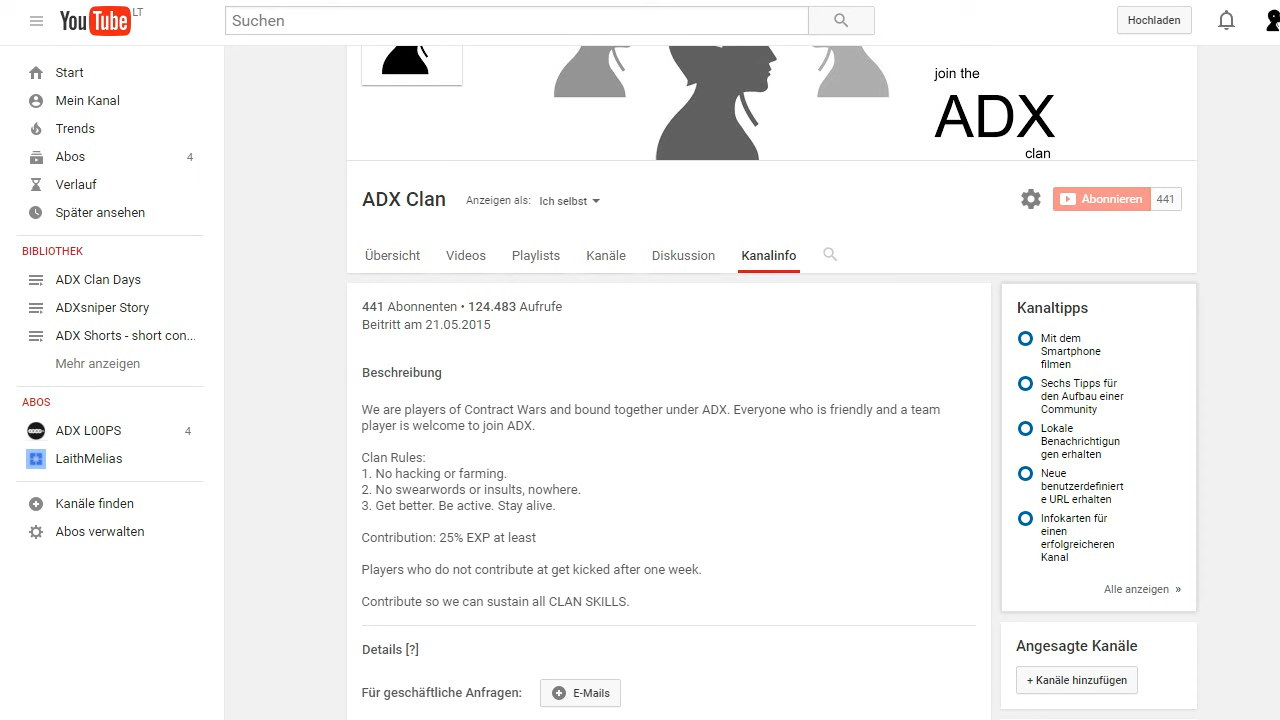 YouTube LT
Suchen
Hochladen
Start
Mein Kanal
Trends
Abos 4
Verlauf
Später ansehen
BIBLIOTHEK
ADX Clan Days
ADXsniper Story
ADX Shorts - short con...
Mehr anzeigen
ABOS
ADX L00PS 4
LaithMelias
Kanäle finden
Abos verwalten
join the
ADX
clan
ADX Clan Anzeigen als: Ich selbst
Abonnieren 441
Übersicht Videos Playlists Kanäle Diskussion Kanalinfo
441 Abonnenten • 124.483 Aufrufe
Beitritt am 21.05.2015
Beschreibung
We are players of Contract Wars and bound together under ADX. Everyone who is friendly and a team
player is welcome to join ADX.
Clan Rules:
1. No hacking or farming.
2. No swearwords or insults, nowhere.
3. Get better. Be active. Stay alive.
Contribution: 25% EXP at least
Players who do not contribute at get kicked after one week.
Contribute so we can sustain all CLAN SKILLS.
Details [?]
Für geschäftliche Anfragen: E-Mails
Kanaltipps
Mit dem
Smartphone
filmen
Sechs Tipps für
den Aufbau einer
Community
Lokale
Benachrichtigun
gen erhalten
Neue
benutzerdefiniert
e URL erhalten
Infokarten für
einen
erfolgreicheren
Kanal
Alle anzeigen »
Angesagte Kanäle
+ Kanäle hinzufügen